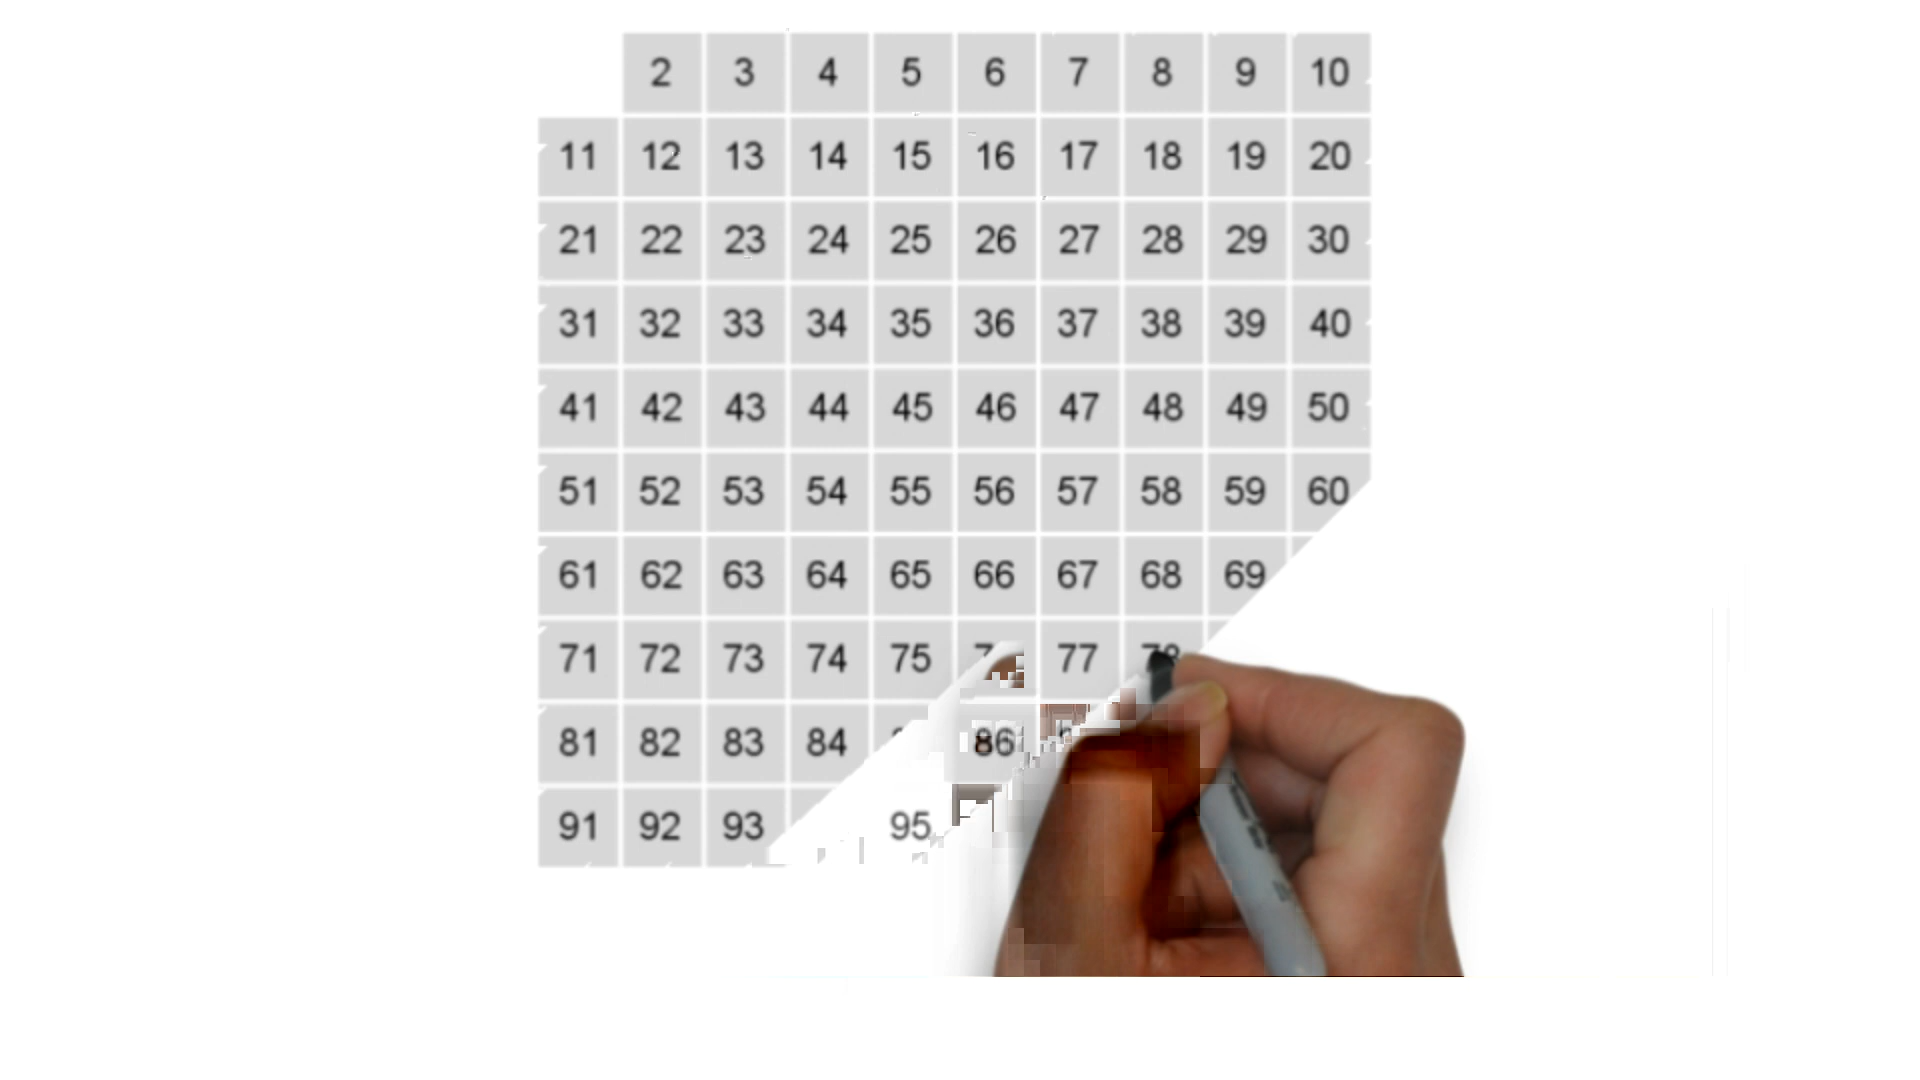 2 3 4 5 6 7 8 9 10
11 12 13 14 15 16 17 18 19 20
21 22 23 24 25 26 27 28 29 30
31 32 33 34 35 36 37 38 39 40
41 42 43 44 45 46 47 48 49 50
51 52 53 54 55 56 57 58 59 60
61 62 63 64 65 66 67 68 69
71 72 73 74 75 77 78
81 82 83 84 86
91 92 93 95